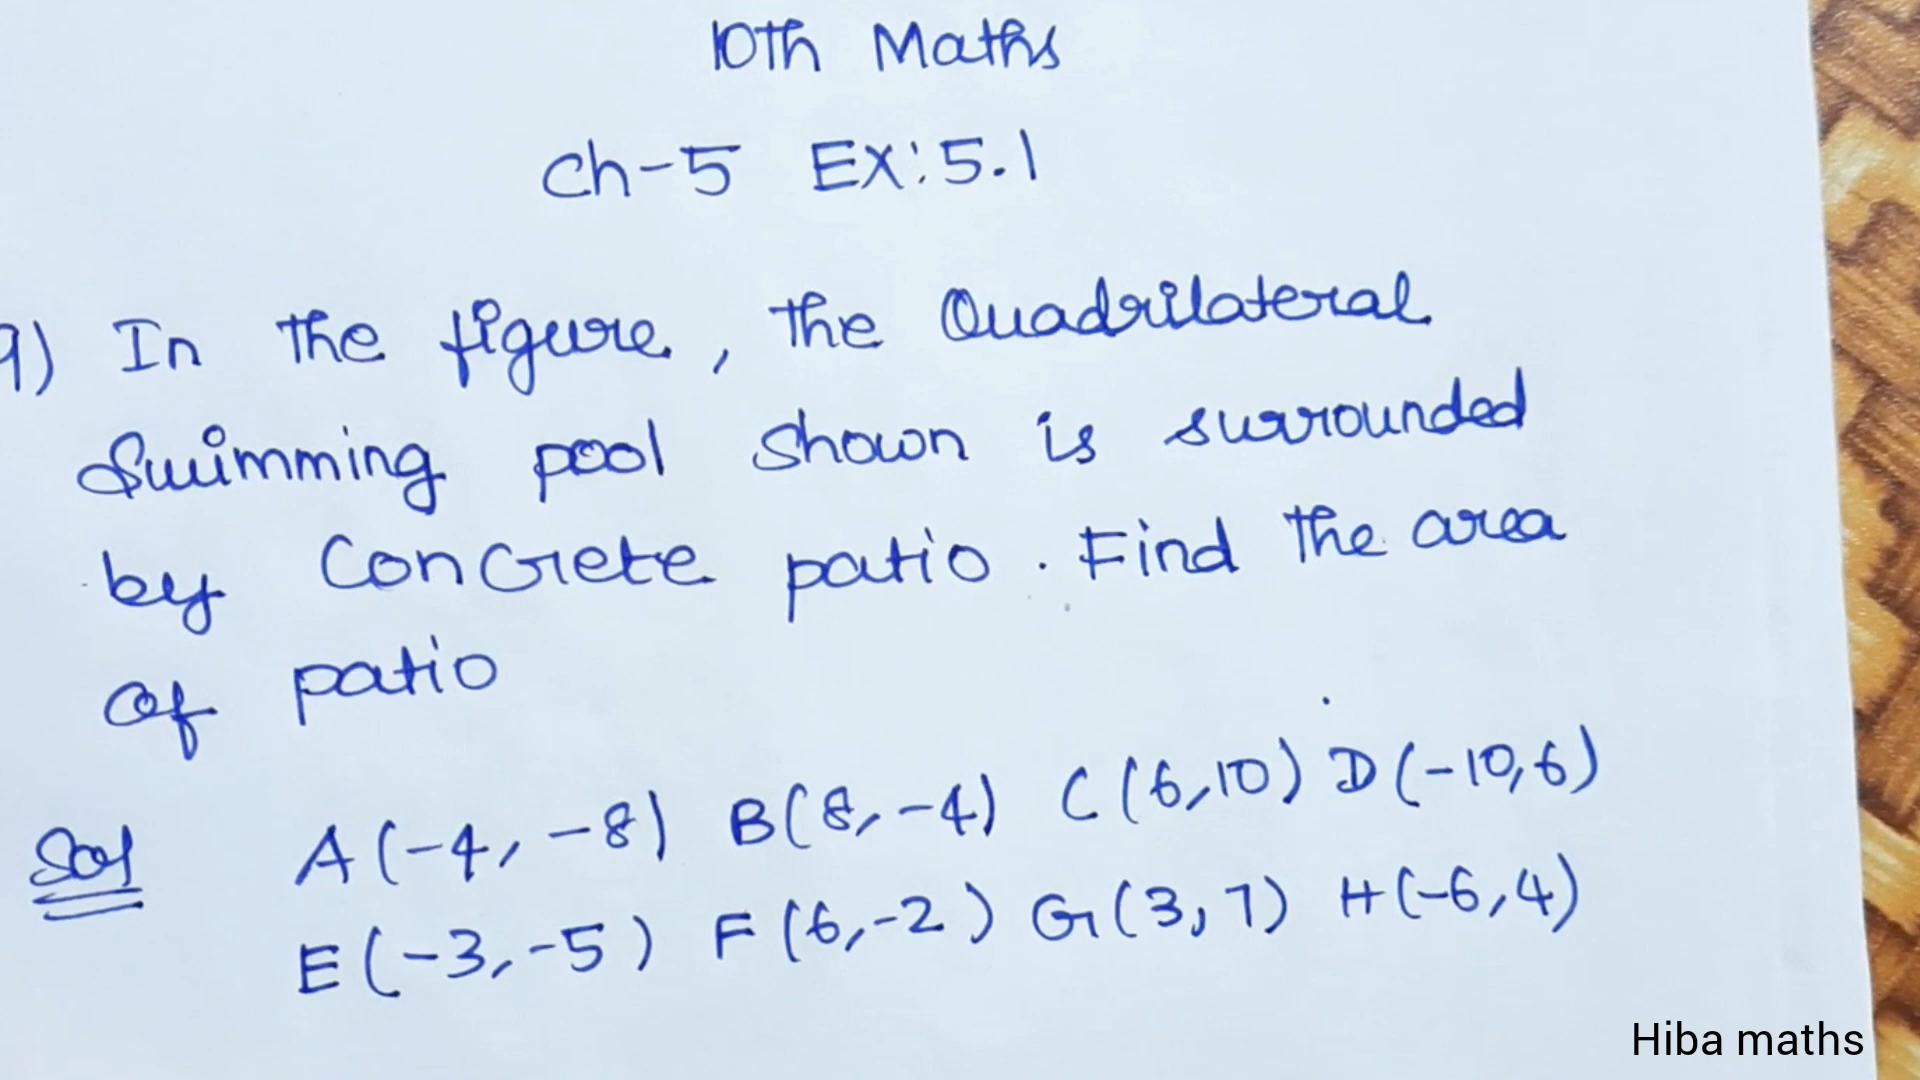 10th Maths
Ch-5 EX:5.1
9) In the figure, the Quadrilateral
Swimming pool shown is surrounded
by Concrete patio. Find the area
of patio
Sol A(-4, -8) B(8, -4) C(6,10) D(-10,6)
E(-3,-5) F(6,-2) G(3,7) H(-6,4)
Hiba maths